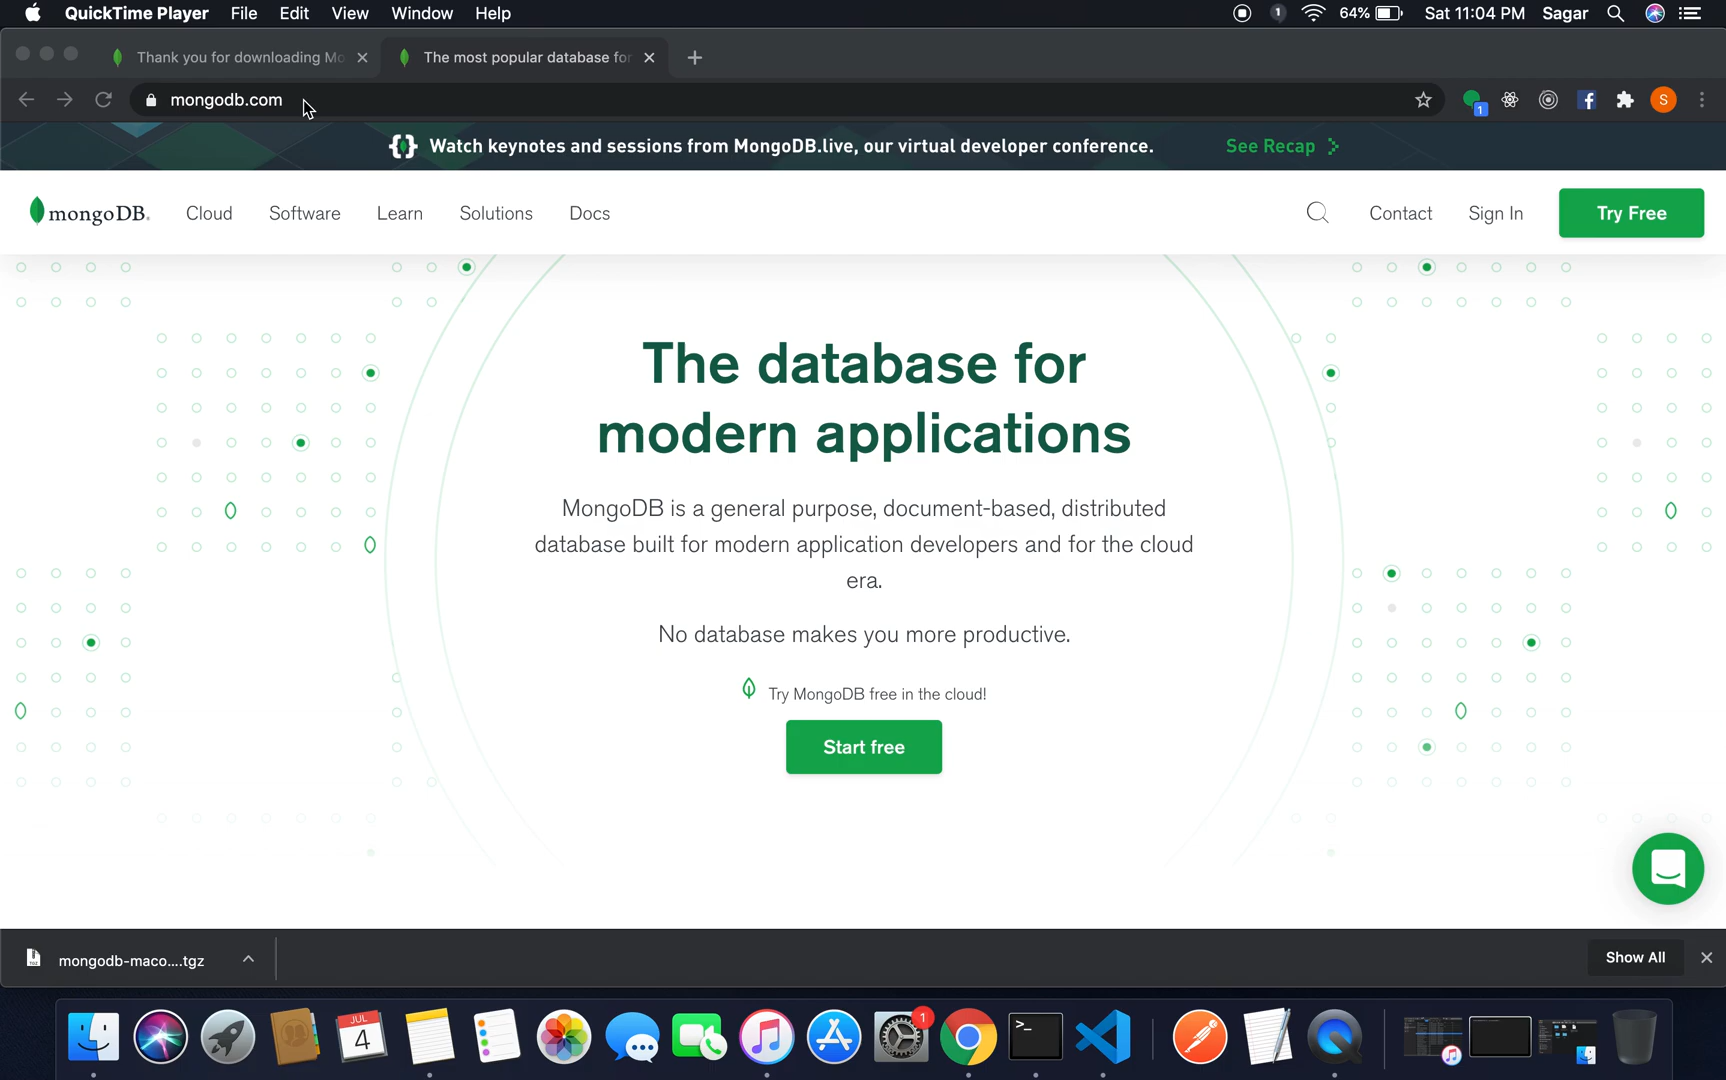 QuickTime Player File Edit View Window Help 1 64% Sat 11:04 PM Sagar
Thank you for downloading Mo
The most popular database for
mongodb.com
1
f
S
Watch keynotes and sessions from MongoDB.live, our virtual developer conference. See Recap
mongoDB. Cloud Software Learn Solutions Docs Contact Sign In Try Free
The database for
modern applications
MongoDB is a general purpose, document-based, distributed
database built for modern application developers and for the cloud
era.
No database makes you more productive.
Try MongoDB free in the cloud!
Start free
mongodb-maco....tgz
Show All
JUL
4
1
>_